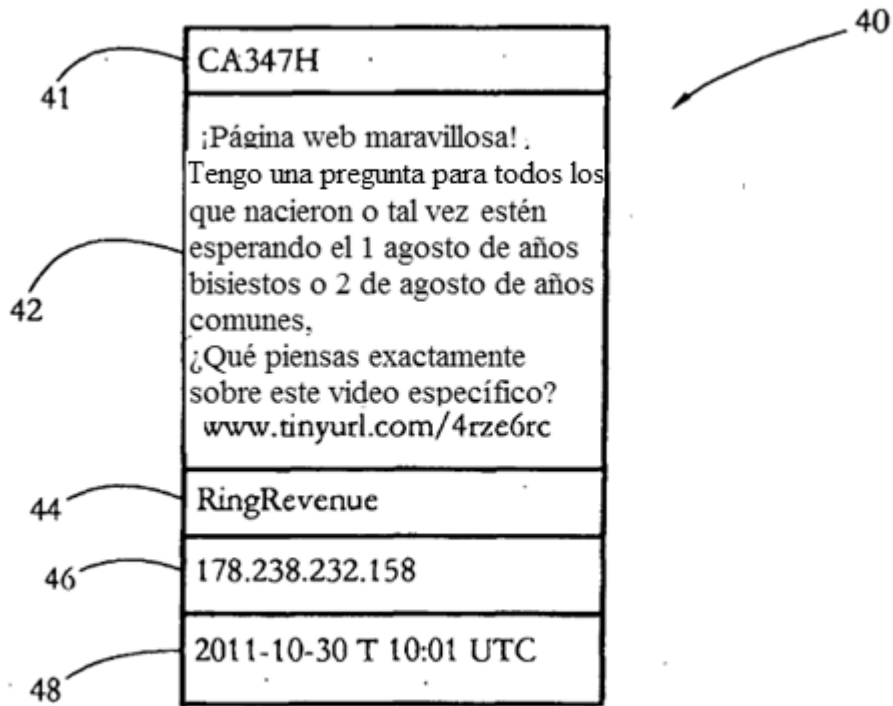 40
41
CA347H
¡Página web maravillosa!
Tengo una pregunta para todos los
que nacieron o tal vez estén
esperando el 1 agosto de años
bisiestos o 2 de agosto de años
comunes,
¿Qué piensas exactamente
sobre este video específico?
www.tinyurl.com/4rze6rc
42
44
RingRevenue
46
178.238.232.158
48
2011-10-30 T 10:01 UTC